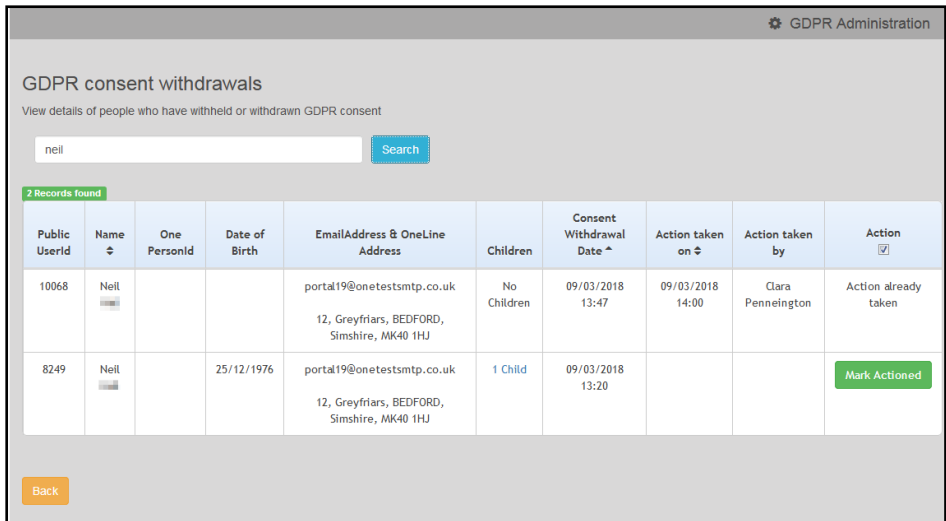 GDPR Administration
GDPR consent withdrawals
View details of people who have withheld or withdrawn GDPR consent
neil
Search
2 Records found
Public UserId
Name
One PersonId
Date of Birth
EmailAddress & OneLine Address
Children
Consent Withdrawal Date
Action taken on
Action taken by
Action
10068
Neil
portal19@onetestsmtp.co.uk
12, Greyfriars, BEDFORD,
Simshire, MK40 1HJ
No Children
09/03/2018 13:47
09/03/2018 14:00
Clara Penneington
Action already taken
8249
Neil
25/12/1976
portal19@onetestsmtp.co.uk
12, Greyfriars, BEDFORD,
Simshire, MK40 1HJ
1 Child
09/03/2018 13:20
Mark Actioned
Back